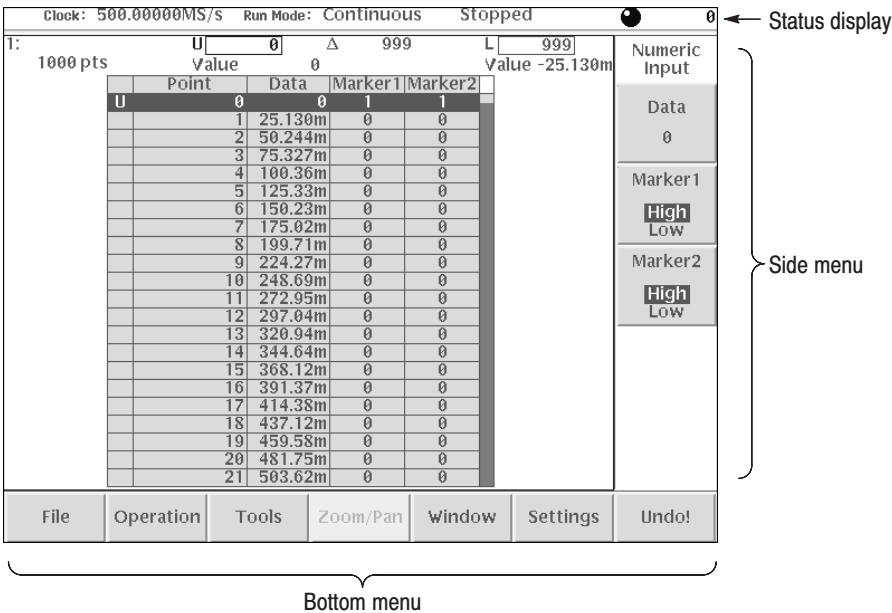 Clock: 500.00000MS/s Run Mode: Continuous Stopped 0 Status display
1: U 0 Δ 999 L 999
1000 pts Value 0 Value -25.130m
Numeric
Input
Point Data Marker1 Marker2
U 0 0 1 1
1 25.130m 0 0
2 50.244m 0 0
3 75.327m 0 0
4 100.36m 0 0
5 125.33m 0 0
6 150.23m 0 0
7 175.02m 0 0
8 199.71m 0 0
9 224.27m 0 0
10 248.69m 0 0
11 272.95m 0 0
12 297.04m 0 0
13 320.94m 0 0
14 344.64m 0 0
15 368.12m 0 0
16 391.37m 0 0
17 414.38m 0 0
18 437.12m 0 0
19 459.58m 0 0
20 481.75m 0 0
21 503.62m 0 0
Data
0
Marker1
High
Low
Marker2
High
Low
Side menu
File Operation Tools Zoom/Pan Window Settings Undo!
Bottom menu